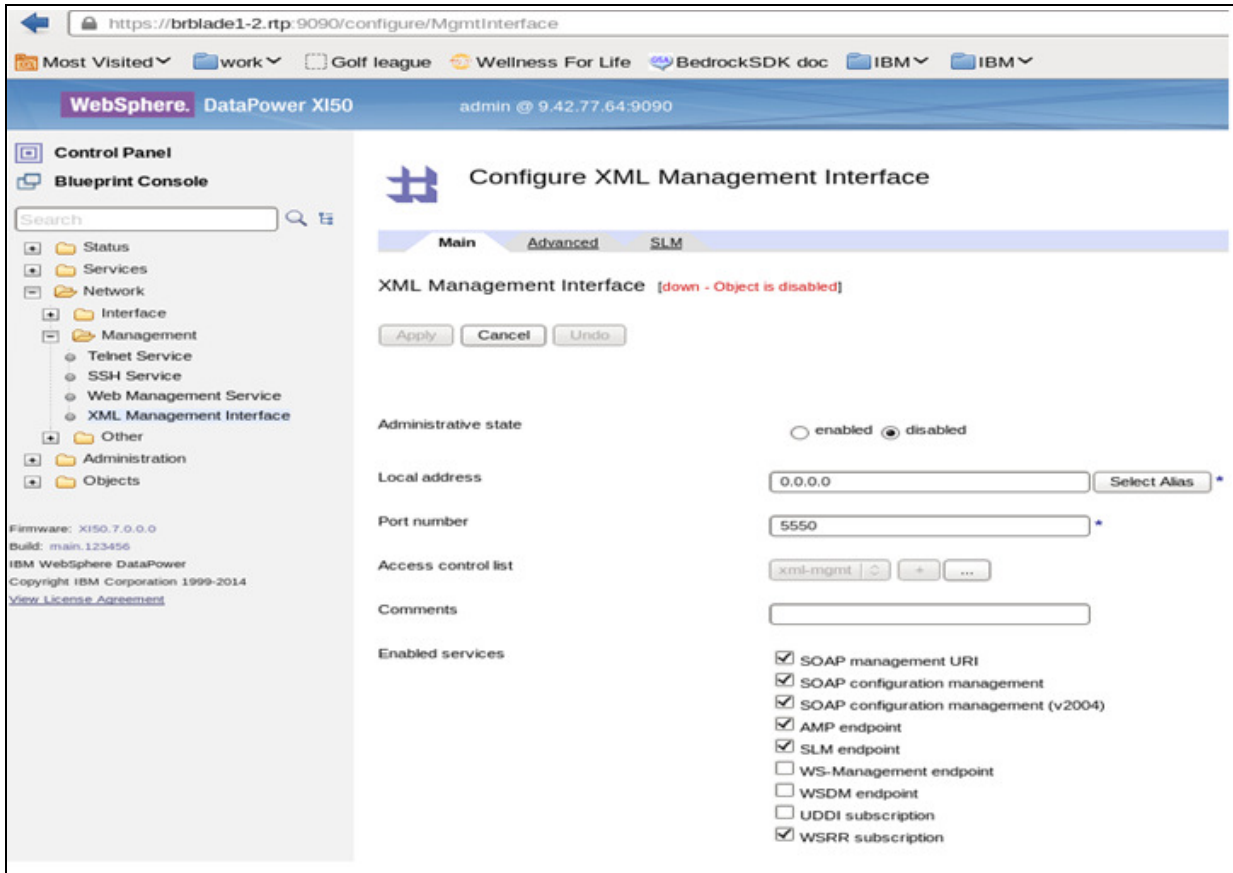 https://brblade1-2.rtp:9090/configure/MgmtInterface
Most Visited work Golf league Wellness For Life BedrockSDK doc IBM IBM
WebSphere. DataPower XI50 admin @ 9.42.77.64:9090
Control Panel
Blueprint Console
Search
Status
Services
Network
Interface
Management
Telnet Service
SSH Service
Web Management Service
XML Management Interface
Other
Administration
Objects
Firmware: XI50.7.0.0.0
Build: main.123456
IBM WebSphere DataPower
Copyright IBM Corporation 1999-2014
View License Agreement
Configure XML Management Interface
Main Advanced SLM
XML Management Interface [down - Object is disabled]
Apply Cancel Undo
Administrative state enabled disabled
Local address 0.0.0.0 Select Alias *
Port number 5550 *
Access control list xml-mgmt + ...
Comments
Enabled services
SOAP management URI
SOAP configuration management
SOAP configuration management (v2004)
AMP endpoint
SLM endpoint
WS-Management endpoint
WSDM endpoint
UDDI subscription
WSRR subscription